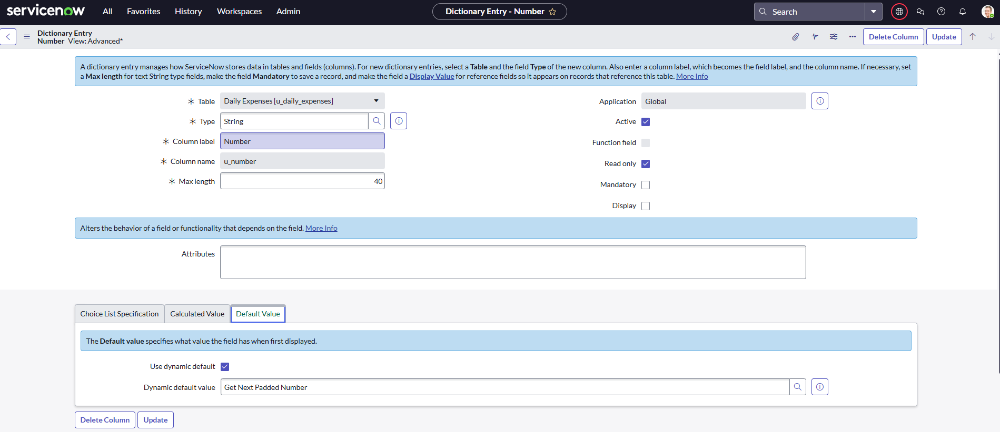 servicenow All Favorites History Workspaces Admin Dictionary Entry - Number Search
Dictionary Entry
Number View: Advanced* Delete Column Update
A dictionary entry manages how ServiceNow stores data in tables and fields (columns). For new dictionary entries, select a Table and the field Type of the new column. Also enter a column label, which becomes the field label, and the column name. If necessary, set
a Max length for text String type fields, make the field Mandatory to save a record, and make the field a Display Value for reference fields so it appears on records that reference this table. More Info
Table Daily Expenses [u_daily_expenses]
Type String
Column label Number
Column name u_number
Max length 40
Application Global
Active
Function field
Read only
Mandatory
Display
Alters the behavior of a field or functionality that depends on the field. More Info
Attributes
Choice List Specification Calculated Value Default Value
The Default value specifies what value the field has when first displayed.
Use dynamic default
Dynamic default value Get Next Padded Number
Delete Column Update